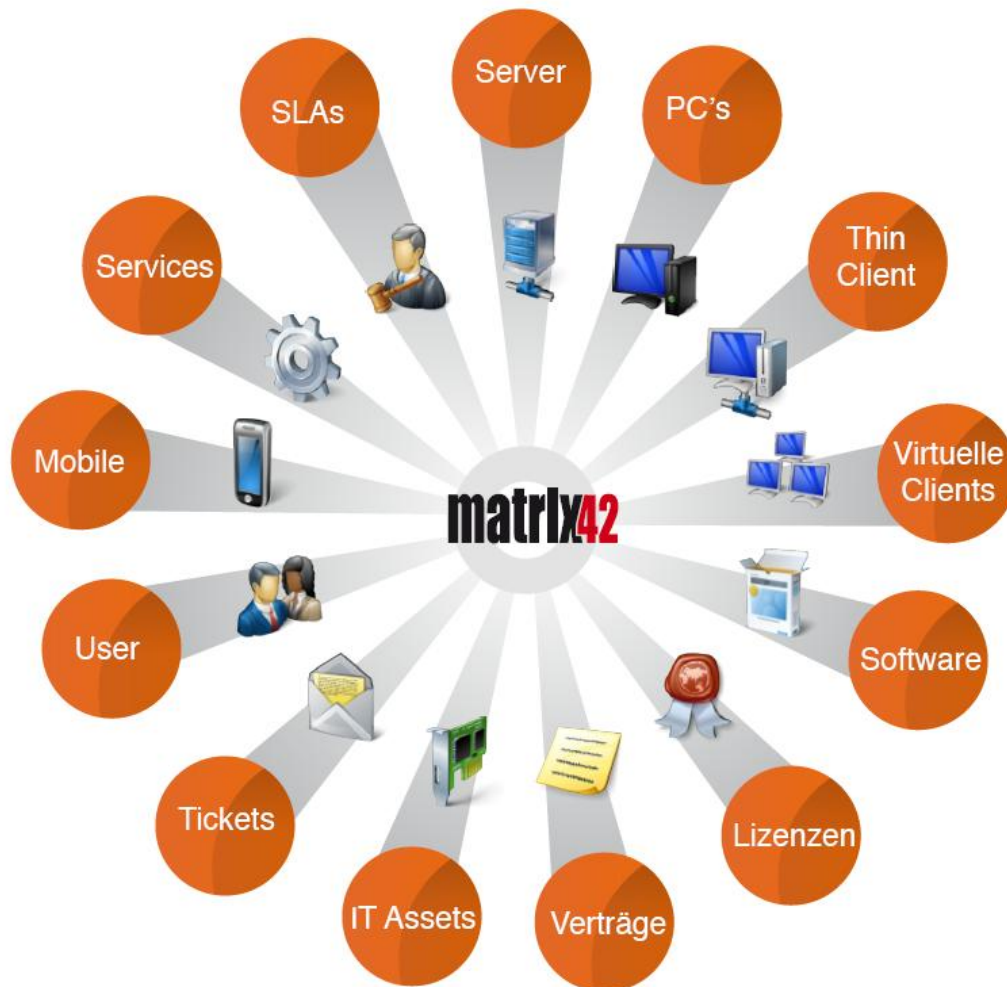 Server
SLAs
PC's
Thin
Client
Services
Mobile
Virtuelle
Clients
matrIx42
User
Software
Tickets
Lizenzen
IT Assets
Verträge